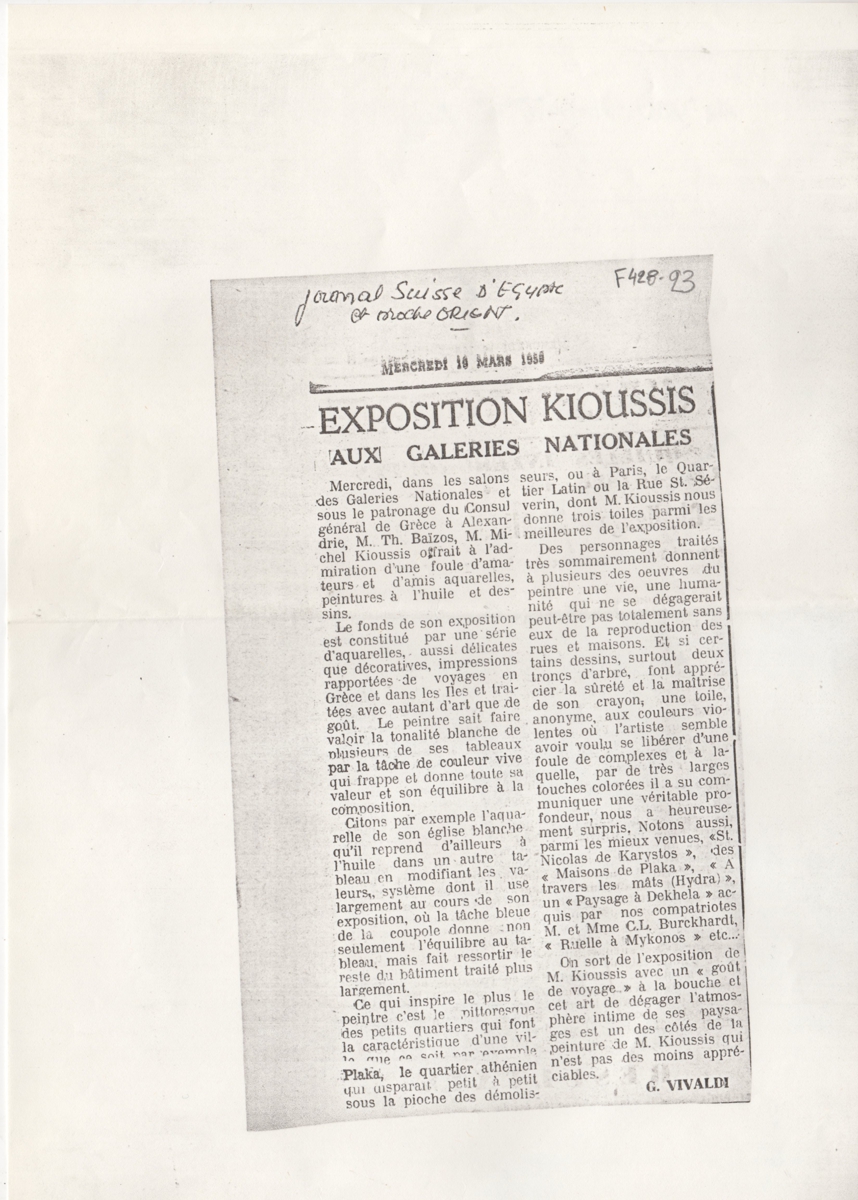 Journal Suisse D'Egypte
et Proche ORIENT.
F428-93
MERCREDI 19 MARS 1958
EXPOSITION KIOUSSIS
AUX GALERIES NATIONALES
Mercredi, dans les salons
des Galeries Nationales et
sous le patronage du Consul
général de Grèce à Alexan-
drie, M. Th. Baïzos, M. Mi-
chel Kioussis offrait à l'ad-
miration d'une foule d'ama-
teurs et d'amis aquarelles,
peintures à l'huile et des-
sins.
Le fonds de son exposition
est constitué par une série
d'aquarelles, aussi délicates
que décoratives, impressions
rapportées de voyages en
Grèce et dans les Iles et trai-
tées avec autant d'art que de
goût. Le peintre sait faire
valoir la tonalité blanche de
plusieurs de ses tableaux
par la tâche de couleur vive
qui frappe et donne toute sa
valeur et son équilibre à la
composition.
Citons par exemple l'aqua-
relle de son église blanche
qu'il reprend d'ailleurs à
l'huile dans un autre ta-
bleau en modifiant les va-
leurs, système dont il use
largement au cours de son
exposition, où la tâche bleue
de la coupole donne non
seulement l'équilibre au ta-
bleau, mais fait ressortir le
reste du bâtiment traité plus
largement.
Ce qui inspire le plus le
peintre c'est le pittoresque
des petits quartiers qui font
la caractéristique d'une vil-
le que ce soit par exemple
Plaka, le quartier athénien
qui disparait petit à petit
sous la pioche des démolis-
seurs, ou à Paris, le Quar-
tier Latin ou la Rue St. Sé-
verin, dont M. Kioussis nous
donne trois toiles parmi les
meilleures de l'exposition.
Des personnages traités
très sommairement donnent
à plusieurs des oeuvres du
peintre une vie, une huma-
nité qui ne se dégagerait
peut-être pas totalement sans
eux de la reproduction des
rues et maisons. Et si cer-
tains dessins, surtout deux
tronçs d'arbre, font appré-
cier la sûreté et la maîtrise
de son crayon, une toile,
anonyme, aux couleurs vio-
lentes où l'artiste semble
avoir voulu se libérer d'une
foule de complexes et à la-
quelle, par de très larges
touches colorées il a su com-
muniquer une véritable pro-
fondeur, nous a heureuse-
ment surpris. Notons aussi,
parmi les mieux venues, «St.
Nicolas de Karystos », des
« Maisons de Plaka », « A
travers les mâts (Hydra) »,
un « Paysage à Dekhela » ac-
quis par nos compatriotes
M. et Mme C.L. Burckhardt,
« Ruelle à Mykonos » etc...
On sort de l'exposition de
M. Kioussis avec un « goût
de voyage » à la bouche et
cet art de dégager l'atmos-
phère intime de ses paysa-
ges est un des côtés de la
peinture de M. Kioussis qui
n'est pas des moins appré-
ciables.
G. VIVALDI